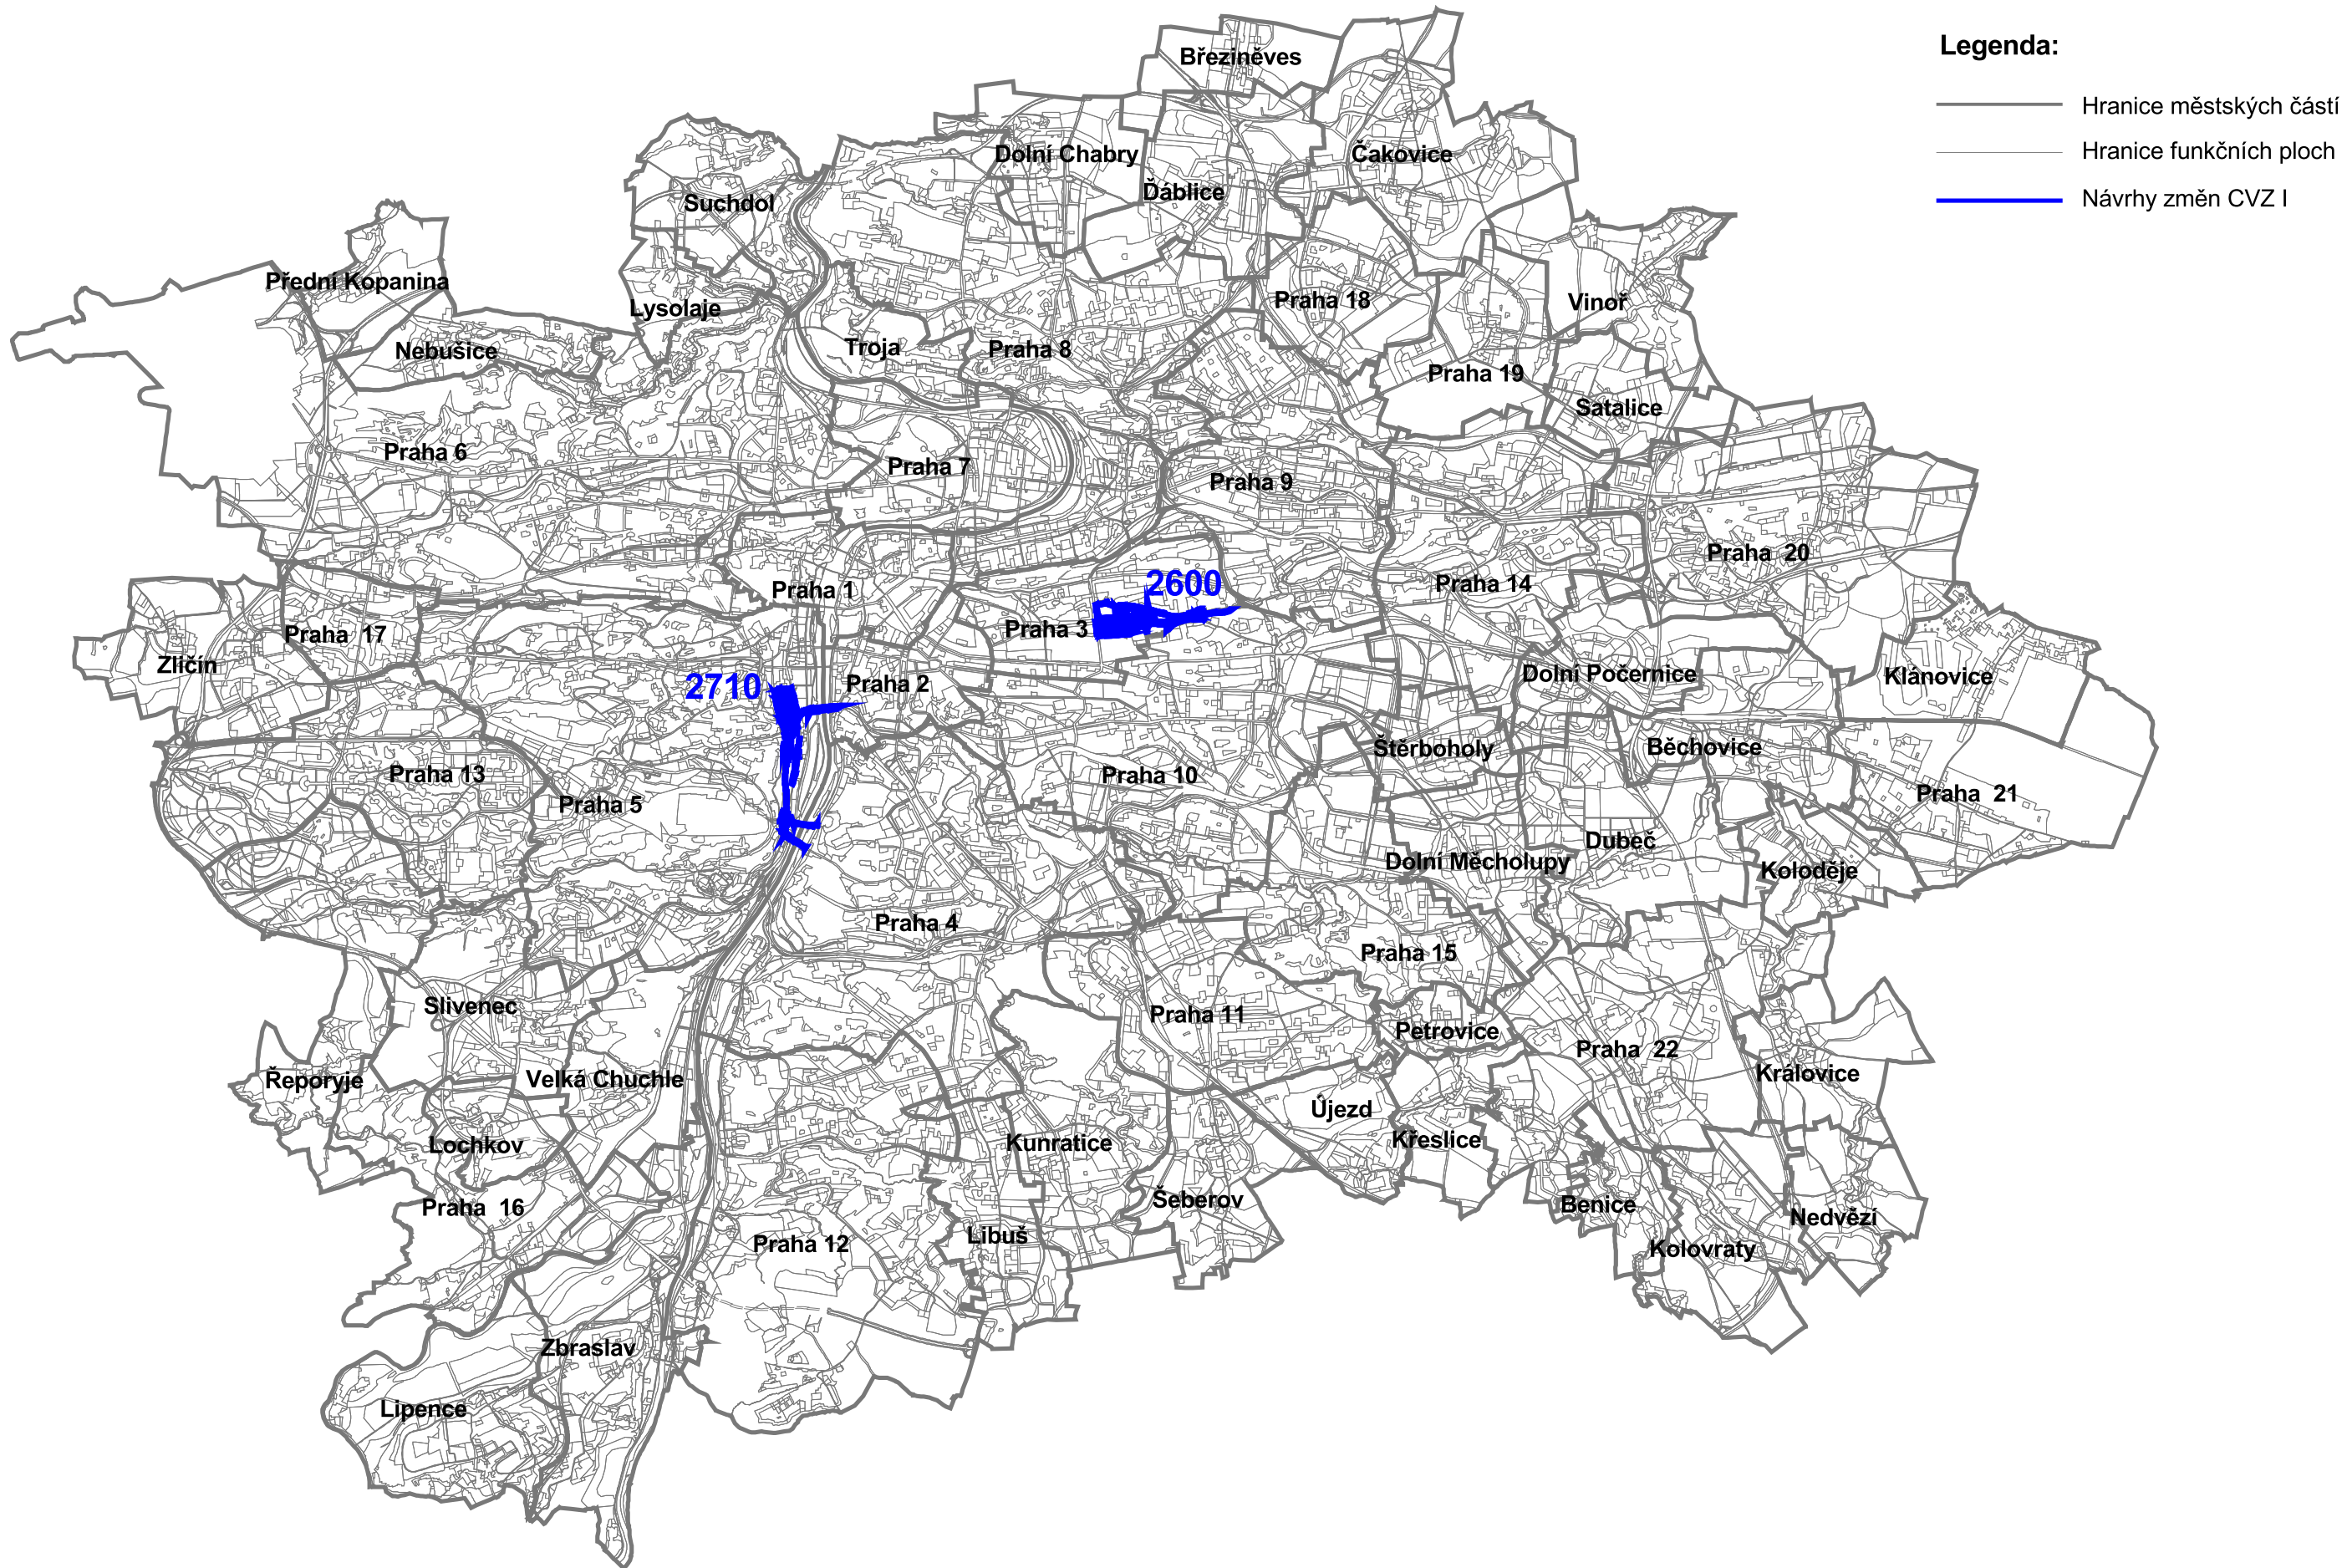 Legenda:
Hranice městských částí
Hranice funkčních ploch
Návrhy změn CVZ I
Březiněves
Dolní Chabry
Čakovice
Ďáblice
Suchdol
Přední Kopanina
Lysolaje
Praha 18
Vinoř
Nebušice
Troja
Praha 8
Praha 19
Satalice
Praha 6
Praha 7
Praha 9
Praha 20
Praha 1
2600
Praha 14
Praha 17
Praha 3
Zličín
2710
Praha 2
Dolní Počernice
Klánovice
Štěrboholy
Běchovice
Praha 13
Praha 5
Praha 10
Praha 21
Dubeč
Dolní Měcholupy
Koloděje
Praha 4
Praha 15
Slivenec
Praha 11
Petrovice
Praha 22
Řeporyje
Velká Chuchle
Královice
Újezd
Lochkov
Kunratice
Křeslice
Praha 16
Šeberov
Benice
Nedvězí
Praha 12
Libuš
Kolovraty
Zbraslav
Lipence